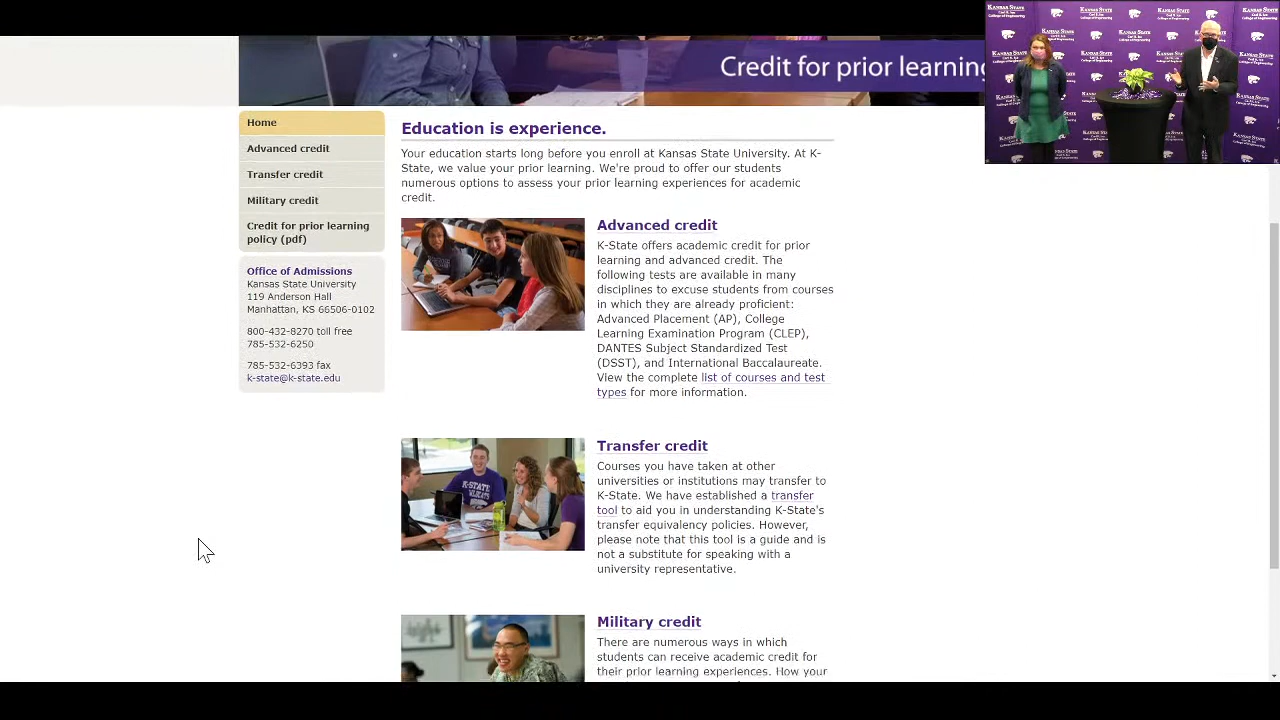 Credit for prior learning
KANSAS STATE
Carl R. Ice
College of Engineering
Home
Advanced credit
Transfer credit
Military credit
Credit for prior learning
policy (pdf)
Office of Admissions
Kansas State University
119 Anderson Hall
Manhattan, KS 66506-0102
800-432-8270 toll free
785-532-6250
785-532-6393 fax
k-state@k-state.edu
Education is experience.
Your education starts long before you enroll at Kansas State University. At K-
State, we value your prior learning. We're proud to offer our students
numerous options to assess your prior learning experiences for academic
credit.
Advanced credit
K-State offers academic credit for prior
learning and advanced credit. The
following tests are available in many
disciplines to excuse students from courses
in which they are already proficient:
Advanced Placement (AP), College
Learning Examination Program (CLEP),
DANTES Subject Standardized Test
(DSST), and International Baccalaureate.
View the complete list of courses and test
types for more information.
Transfer credit
Courses you have taken at other
universities or institutions may transfer to
K-State. We have established a transfer
tool to aid you in understanding K-State's
transfer equivalency policies. However,
please note that this tool is a guide and is
not a substitute for speaking with a
university representative.
K-STATE
WILDCATS
Military credit
There are numerous ways in which
students can receive academic credit for
their prior learning experiences. How your